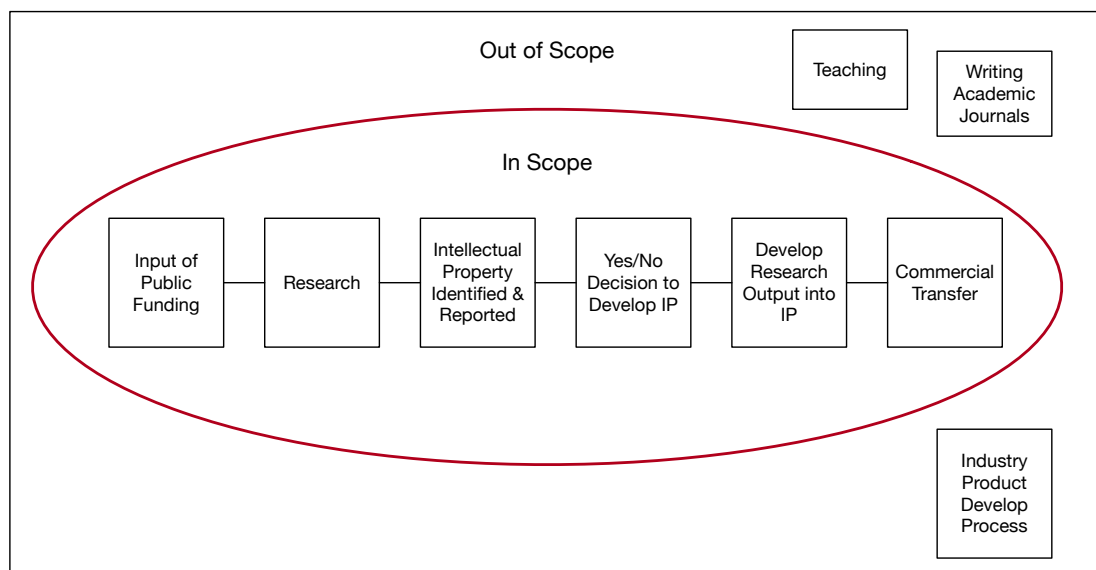 Out of Scope
Teaching
Writing
Academic
Journals
In Scope
Input of
Public
Funding
Research
Intellectual
Property
Identified &
Reported
Yes/No
Decision to
Develop IP
Develop
Research
Output into
IP
Commercial
Transfer
Industry
Product
Develop
Process